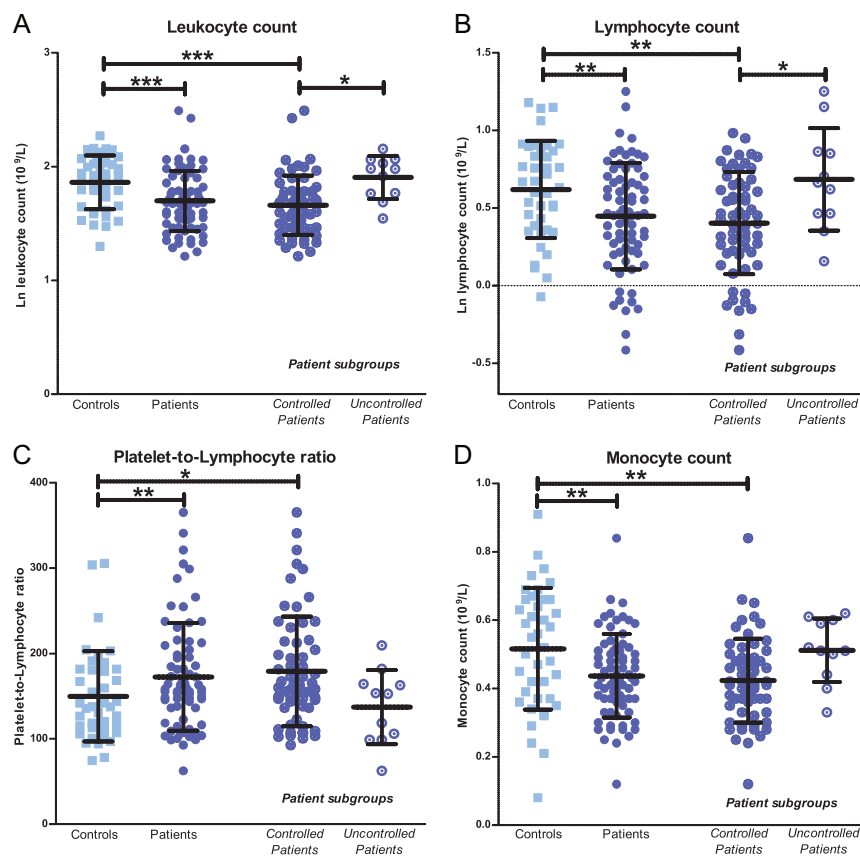 A
Leukocyte count
Ln leukocyte count (10 9/L)
3
2
1
0
***
***
*
Patient subgroups
Controls
Patients
Controlled
Patients
Uncontrolled
Patients
B
Lymphocyte count
Ln lymphocyte count (10 9/L)
1.5
1.0
0.5
0.0
-0.5
**
**
*
Patient subgroups
Controls
Patients
Controlled
Patients
Uncontrolled
Patients
C
Platelet-to-Lymphocyte ratio
Platelet-to-Lymphocyte ratio
400
300
200
100
0
*
**
Patient subgroups
Controls
Patients
Controlled
Patients
Uncontrolled
Patients
D
Monocyte count
Monocyte count (10 9/L)
1.0
0.8
0.6
0.4
0.2
0.0
**
**
Patient subgroups
Controls
Patients
Controlled
Patients
Uncontrolled
Patients